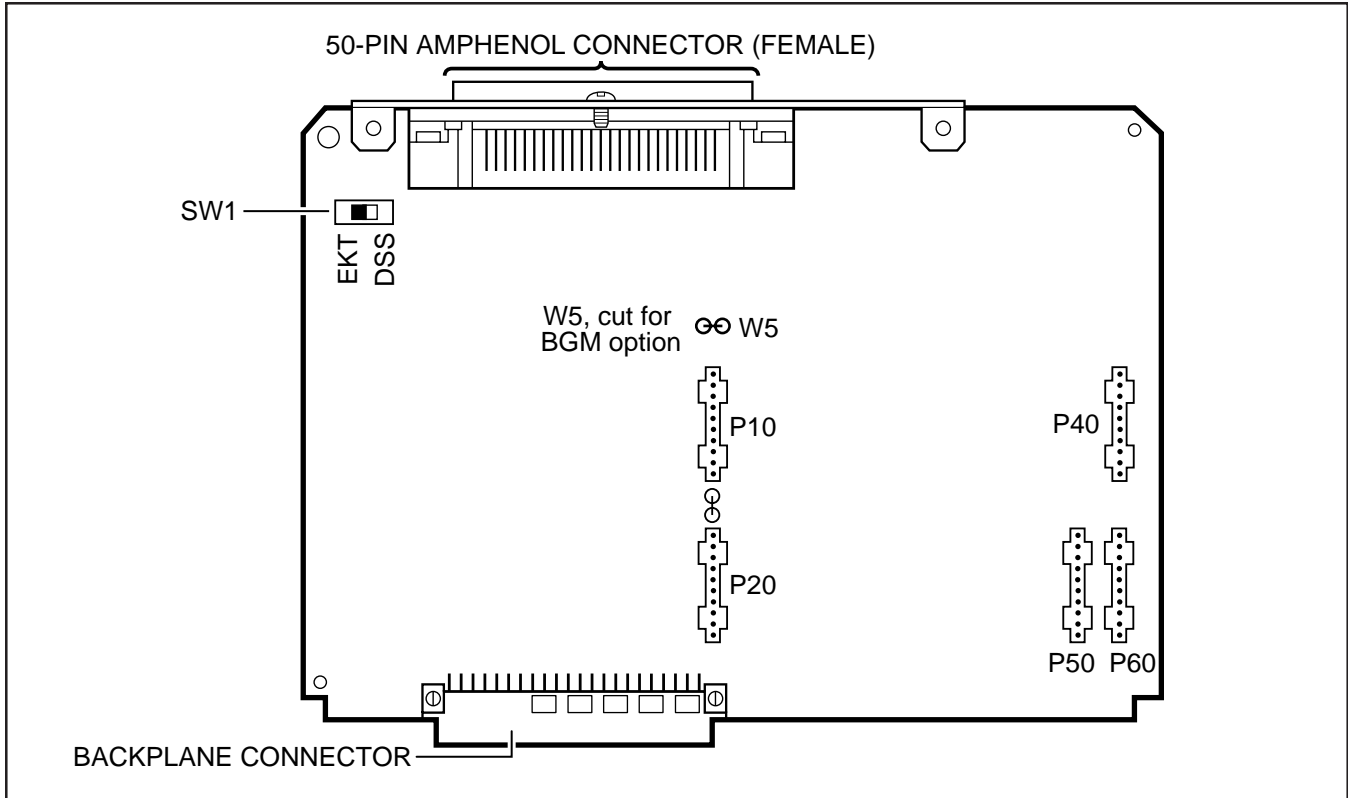 50-PIN AMPHENOL CONNECTOR (FEMALE)
SW1
EKT
DSS
W5, cut for
BGM option
W5
P10
P40
P20
P50
P60
BACKPLANE CONNECTOR